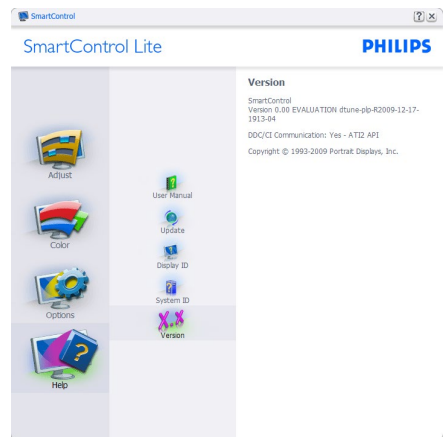 SmartControl
SmartControl Lite
PHILIPS
Adjust
Color
Options
Help
User Manual
Update
Display ID
System ID
Version
Version
SmartControl
Version 0.00 EVALUATION dtune-plp-R2009-12-17-
1913-04
DDC/CI Communication: Yes - ATI2 API
Copyright © 1993-2009 Portrait Displays, Inc.